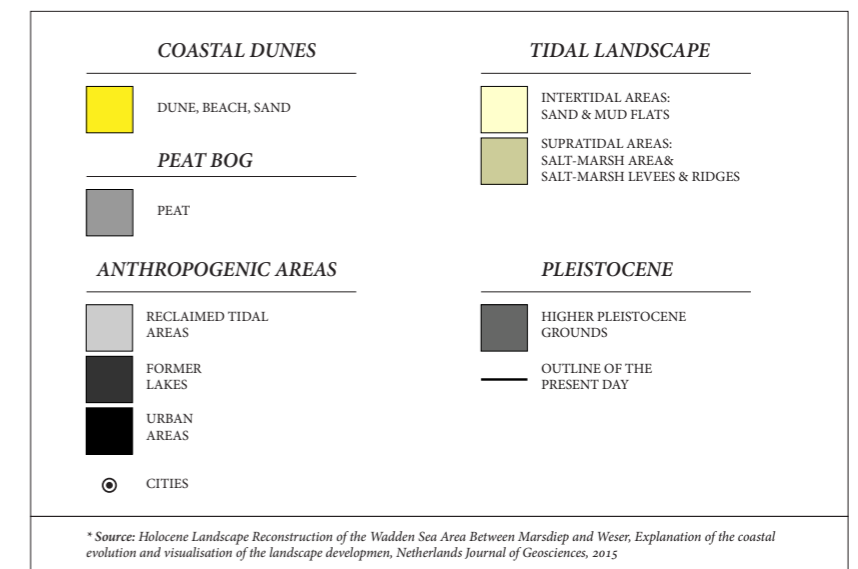 COASTAL DUNES
DUNE, BEACH, SAND
PEAT BOG
PEAT
ANTHROPOGENIC AREAS
RECLAIMED TIDAL
AREAS
FORMER
LAKES
URBAN
AREAS
CITIES
TIDAL LANDSCAPE
INTERTIDAL AREAS:
SAND & MUD FLATS
SUPRATIDAL AREAS:
SALT-MARSH AREA&
SALT-MARSH LEVEES & RIDGES
PLEISTOCENE
HIGHER PLEISTOCENE
GROUNDS
OUTLINE OF THE
PRESENT DAY
* Source: Holocene Landscape Reconstruction of the Wadden Sea Area Between Marsdiep and Weser, Explanation of the coastal
evolution and visualisation of the landscape developmen, Netherlands Journal of Geosciences, 2015